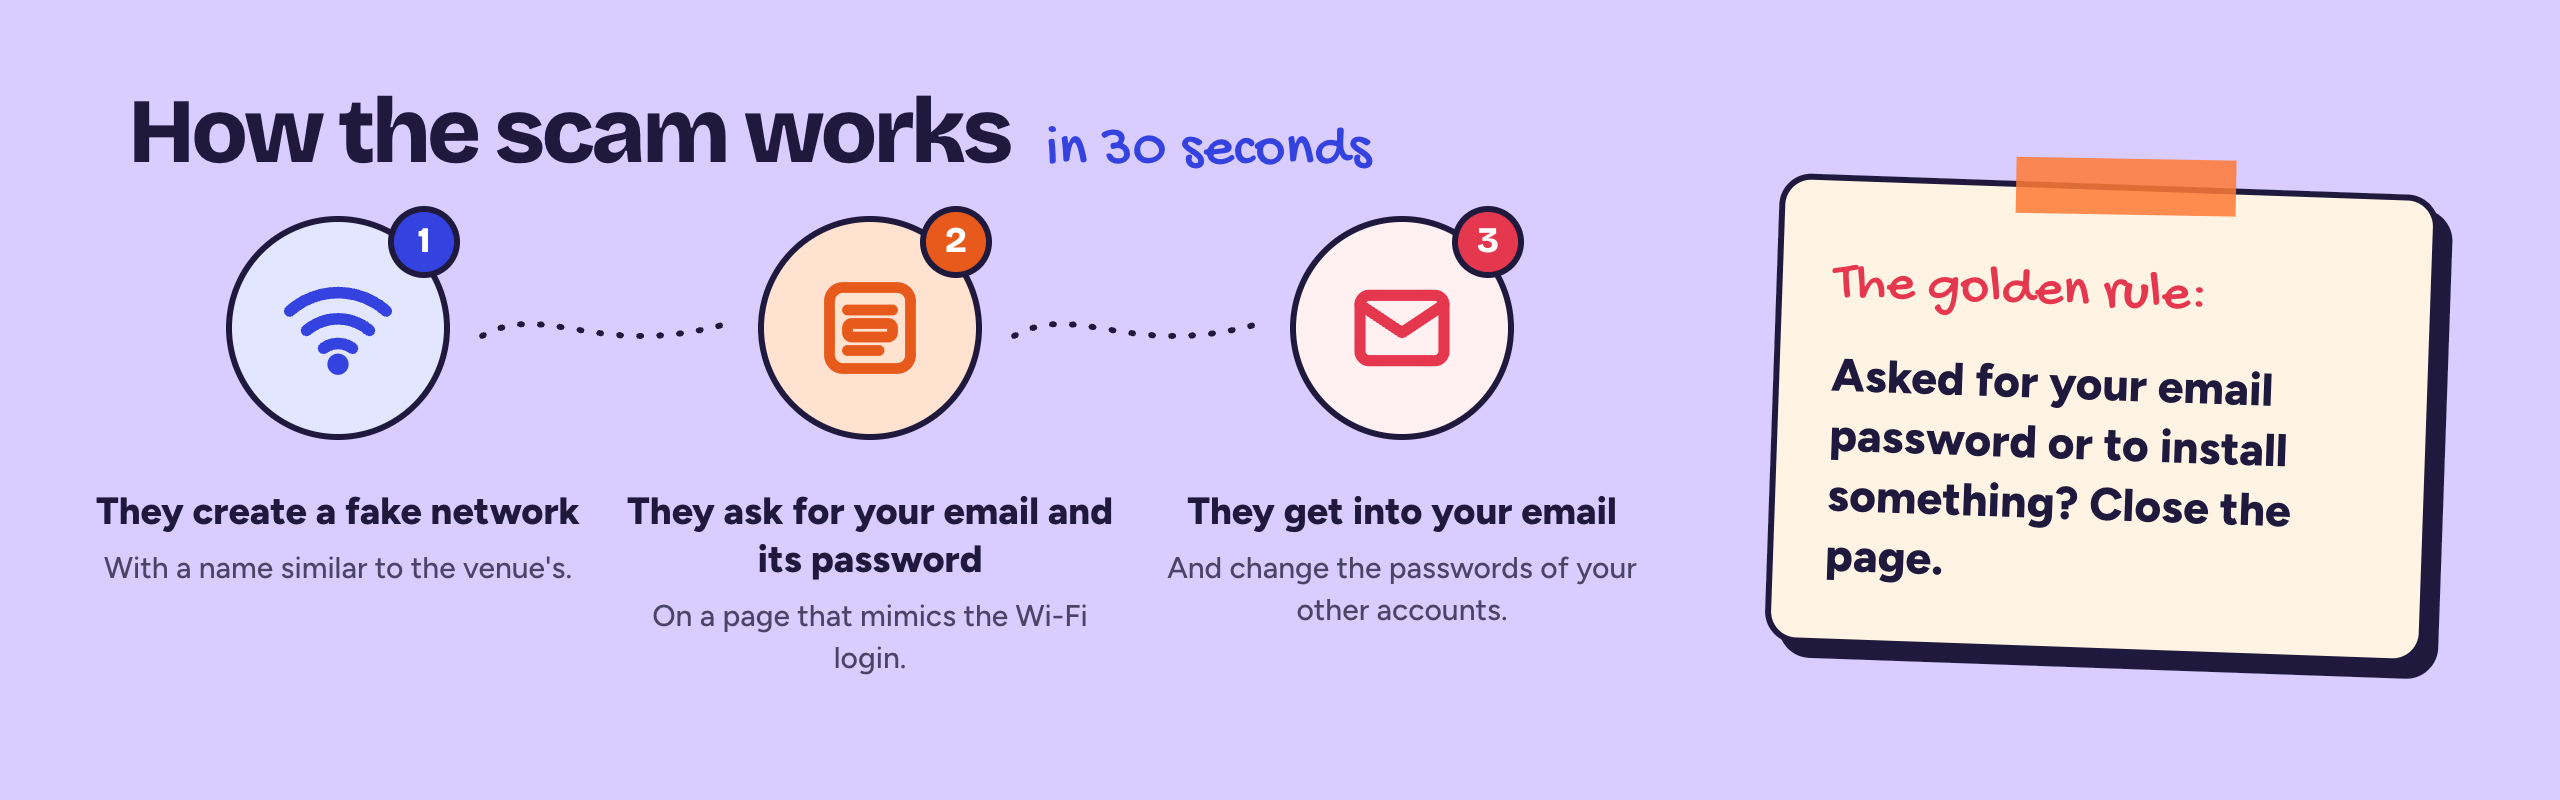 How the scam works in 30 seconds
1
They create a fake network
With a name similar to the venue's.
2
They ask for your email and
its password
On a page that mimics the Wi-Fi
login.
3
They get into your email
And change the passwords of your
other accounts.
The golden rule:
Asked for your email
password or to install
something? Close the
page.